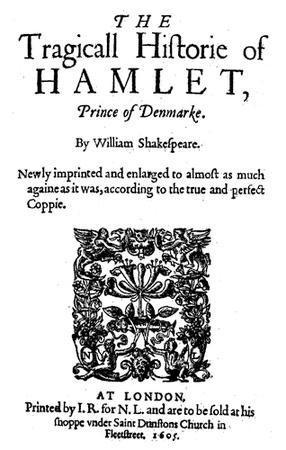 THE
Tragicall Hiſtorie of
HAMLET,
Prince of Denmarke.
By William Shakeſpeare.
Newly imprinted and enlarged to almoſt as much
againe as it was, according to the true and perfect
Coppie.
AT LONDON,
Printed by I. R. for N. L. and are to be ſold at his
ſhoppe vnder Saint Dunſtons Church in
Fleetſtreet. 1605.